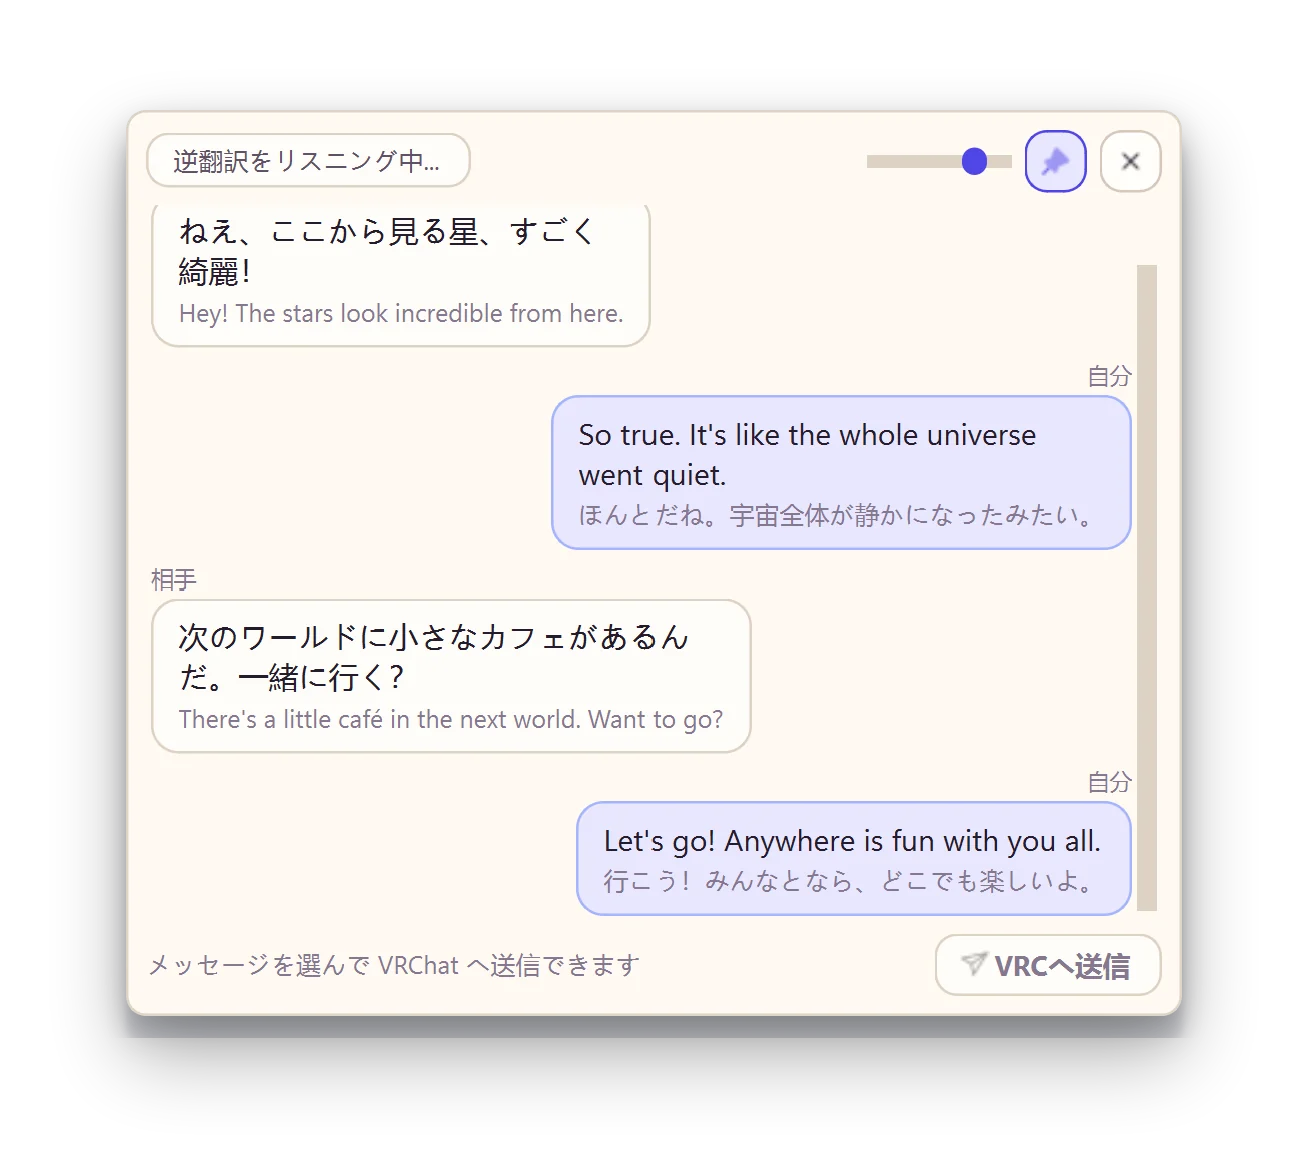 逆翻訳をリスニング中...
ねえ、ここから見る星、すごく
綺麗！
Hey! The stars look incredible from here.
自分
So true. It's like the whole universe
went quiet.
ほんとだね。宇宙全体が静かになったみたい。
相手
次のワールドに小さなカフェがあるん
だ。一緒に行く？
There's a little café in the next world. Want to go?
自分
Let's go! Anywhere is fun with you all.
行こう！みんなとなら、どこでも楽しいよ。
メッセージを選んで VRChat へ送信できます
VRCへ送信